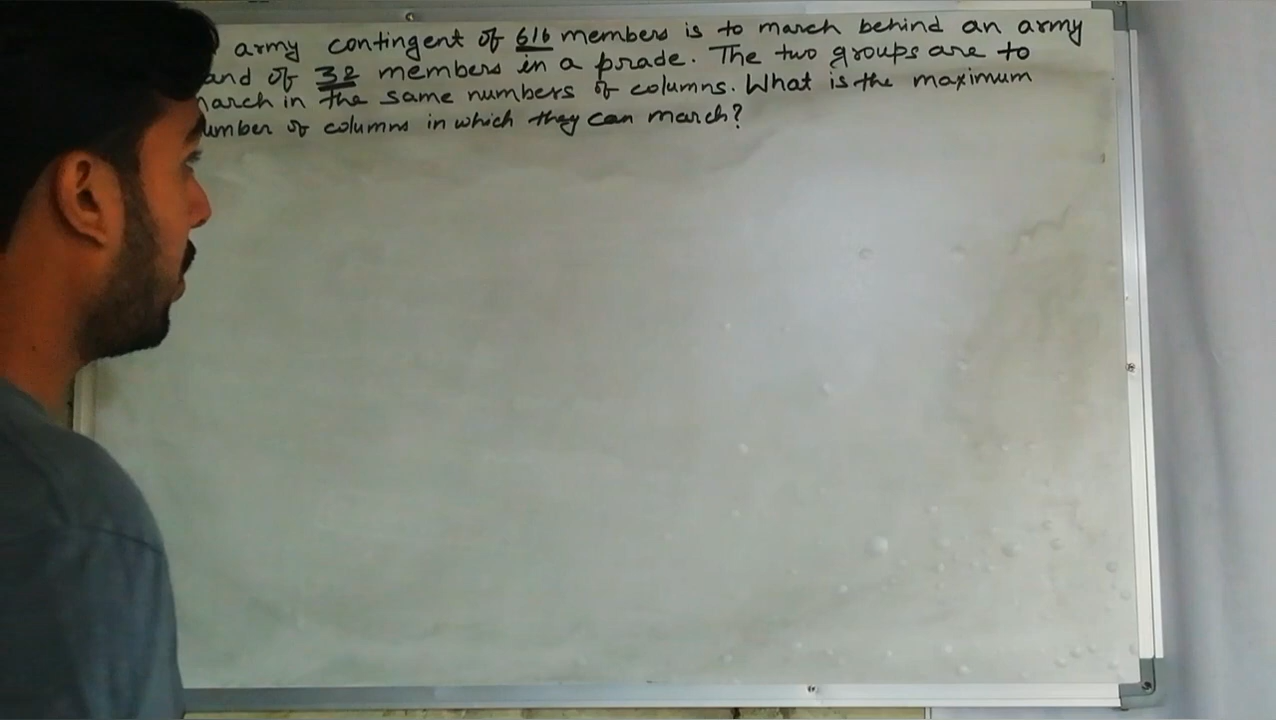 army contingent of 616 members is to march behind an army
and of 32 members in a prade. The two groups are to
march in the same numbers of columns. What is the maximum
umber of columns in which they can march?